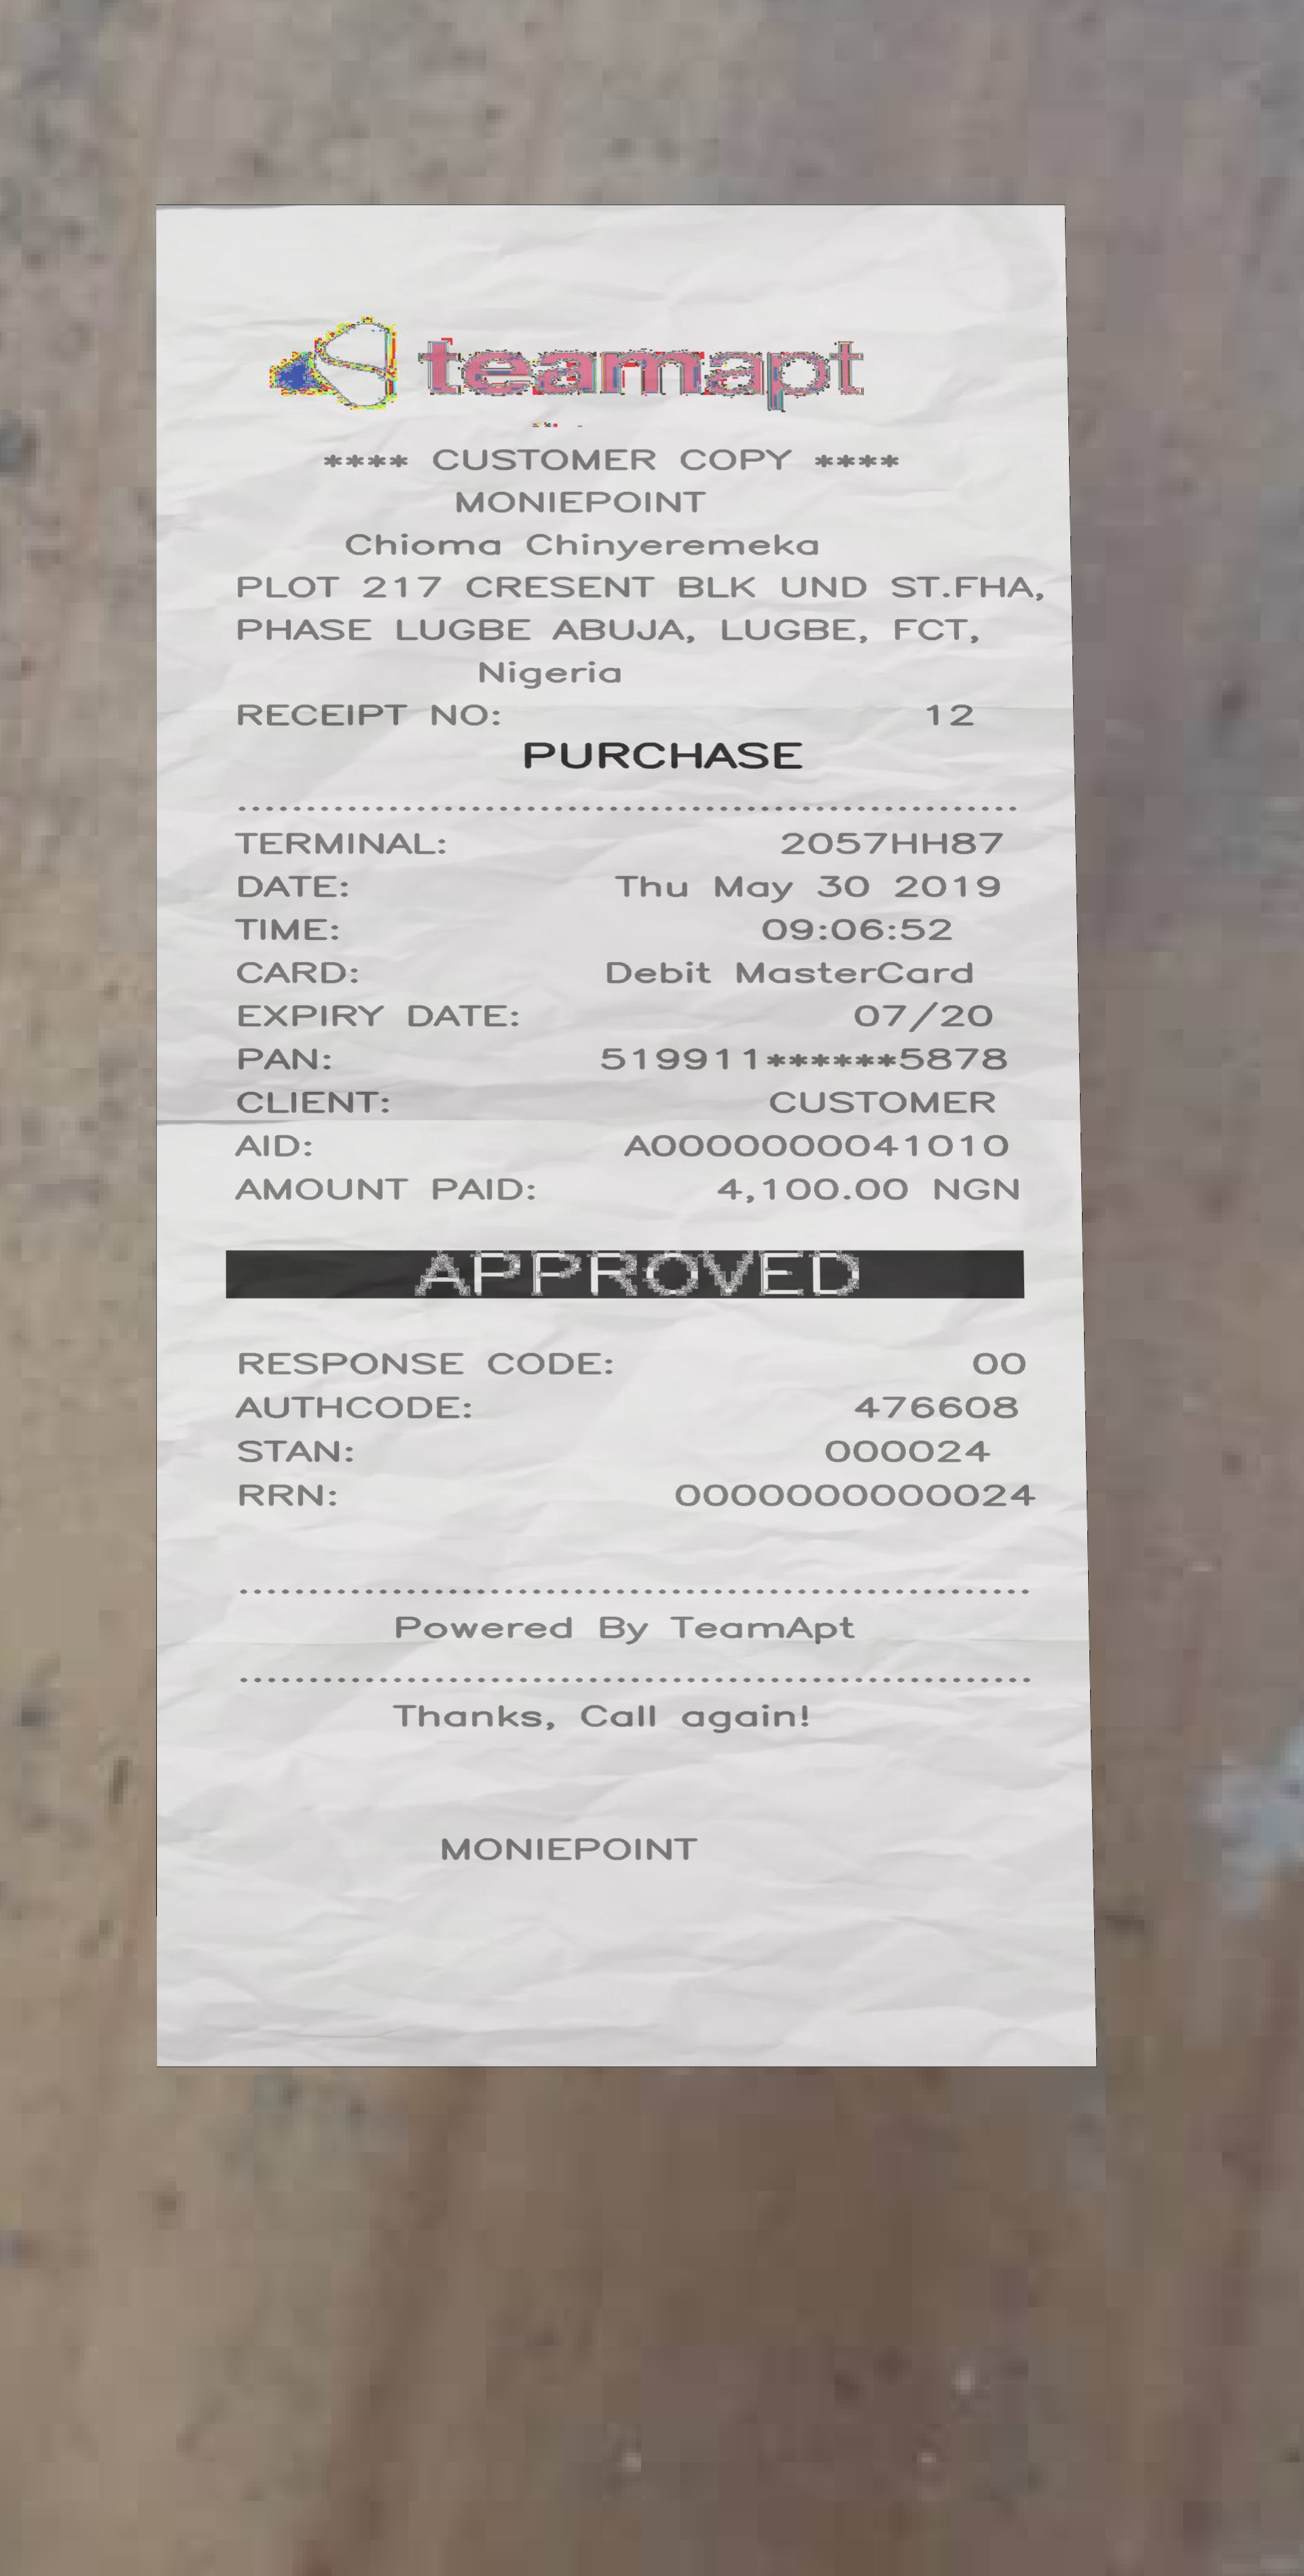 teamapt
**** CUSTOMER COPY ****
MONIEPOINT
Chioma Chinyeremeka
PLOT 217 CRESENT BLK UND ST.FHA,
PHASE LUGBE ABUJA, LUGBE, FCT,
Nigeria
RECEIPT NO: 12
PURCHASE
TERMINAL: 2057HH87
DATE: Thu May 30 2019
TIME: 09:06:52
CARD: Debit MasterCard
EXPIRY DATE: 07/20
PAN: 519911******5878
CLIENT: CUSTOMER
AID: A0000000041010
AMOUNT PAID: 4,100.00 NGN
APPROVED
RESPONSE CODE: 00
AUTHCODE: 476608
STAN: 000024
RRN: 0000000000024
Powered By TeamApt
Thanks, Call again!
MONIEPOINT